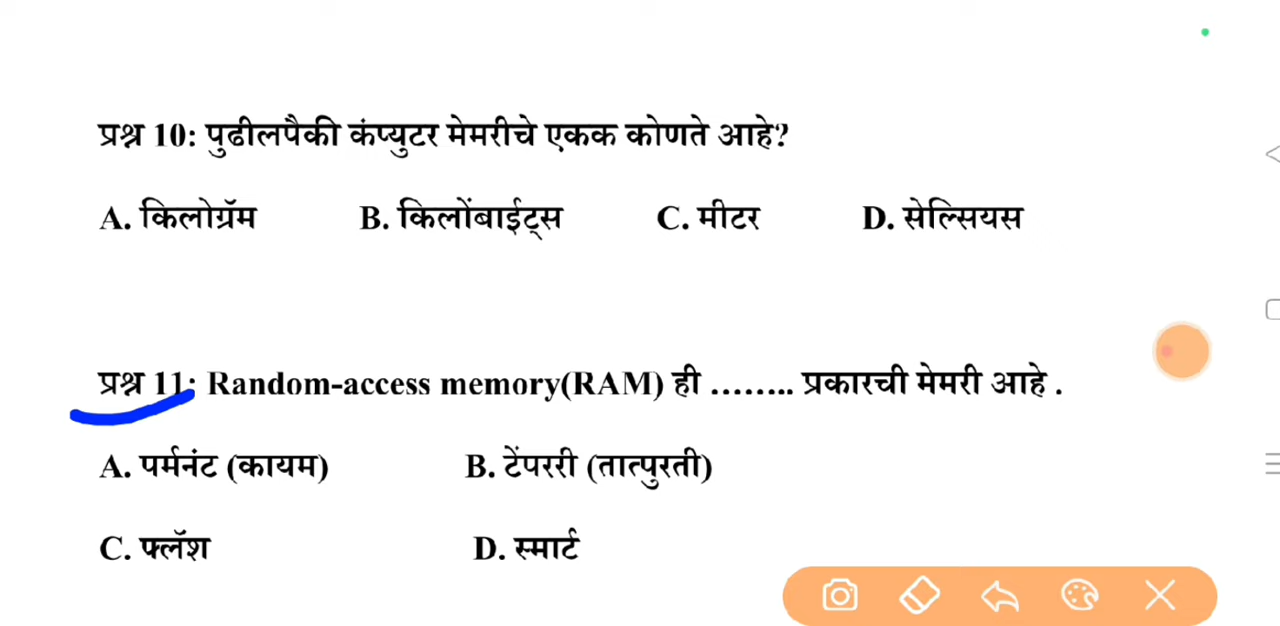 प्रश्न 10: पुढीलपैकी कंप्युटर मेमरीचे एकक कोणते आहे?
A. किलोग्रॅम B. किलोंबाईट्स C. मीटर D. सेल्सियस
प्रश्न 11: Random-access memory(RAM) ही ........ प्रकारची मेमरी आहे .
A. पर्मनंट (कायम) B. टेंपररी (तात्पुरती)
C. फ्लॅश D. स्मार्ट